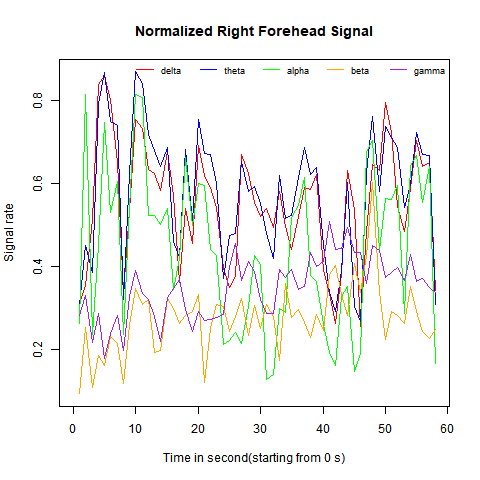 Normalized Right Forehead Signal
delta theta alpha beta gamma
Signal rate
0.8
0.6
0.4
0.2
0 10 20 30 40 50 60
Time in second(starting from 0 s)